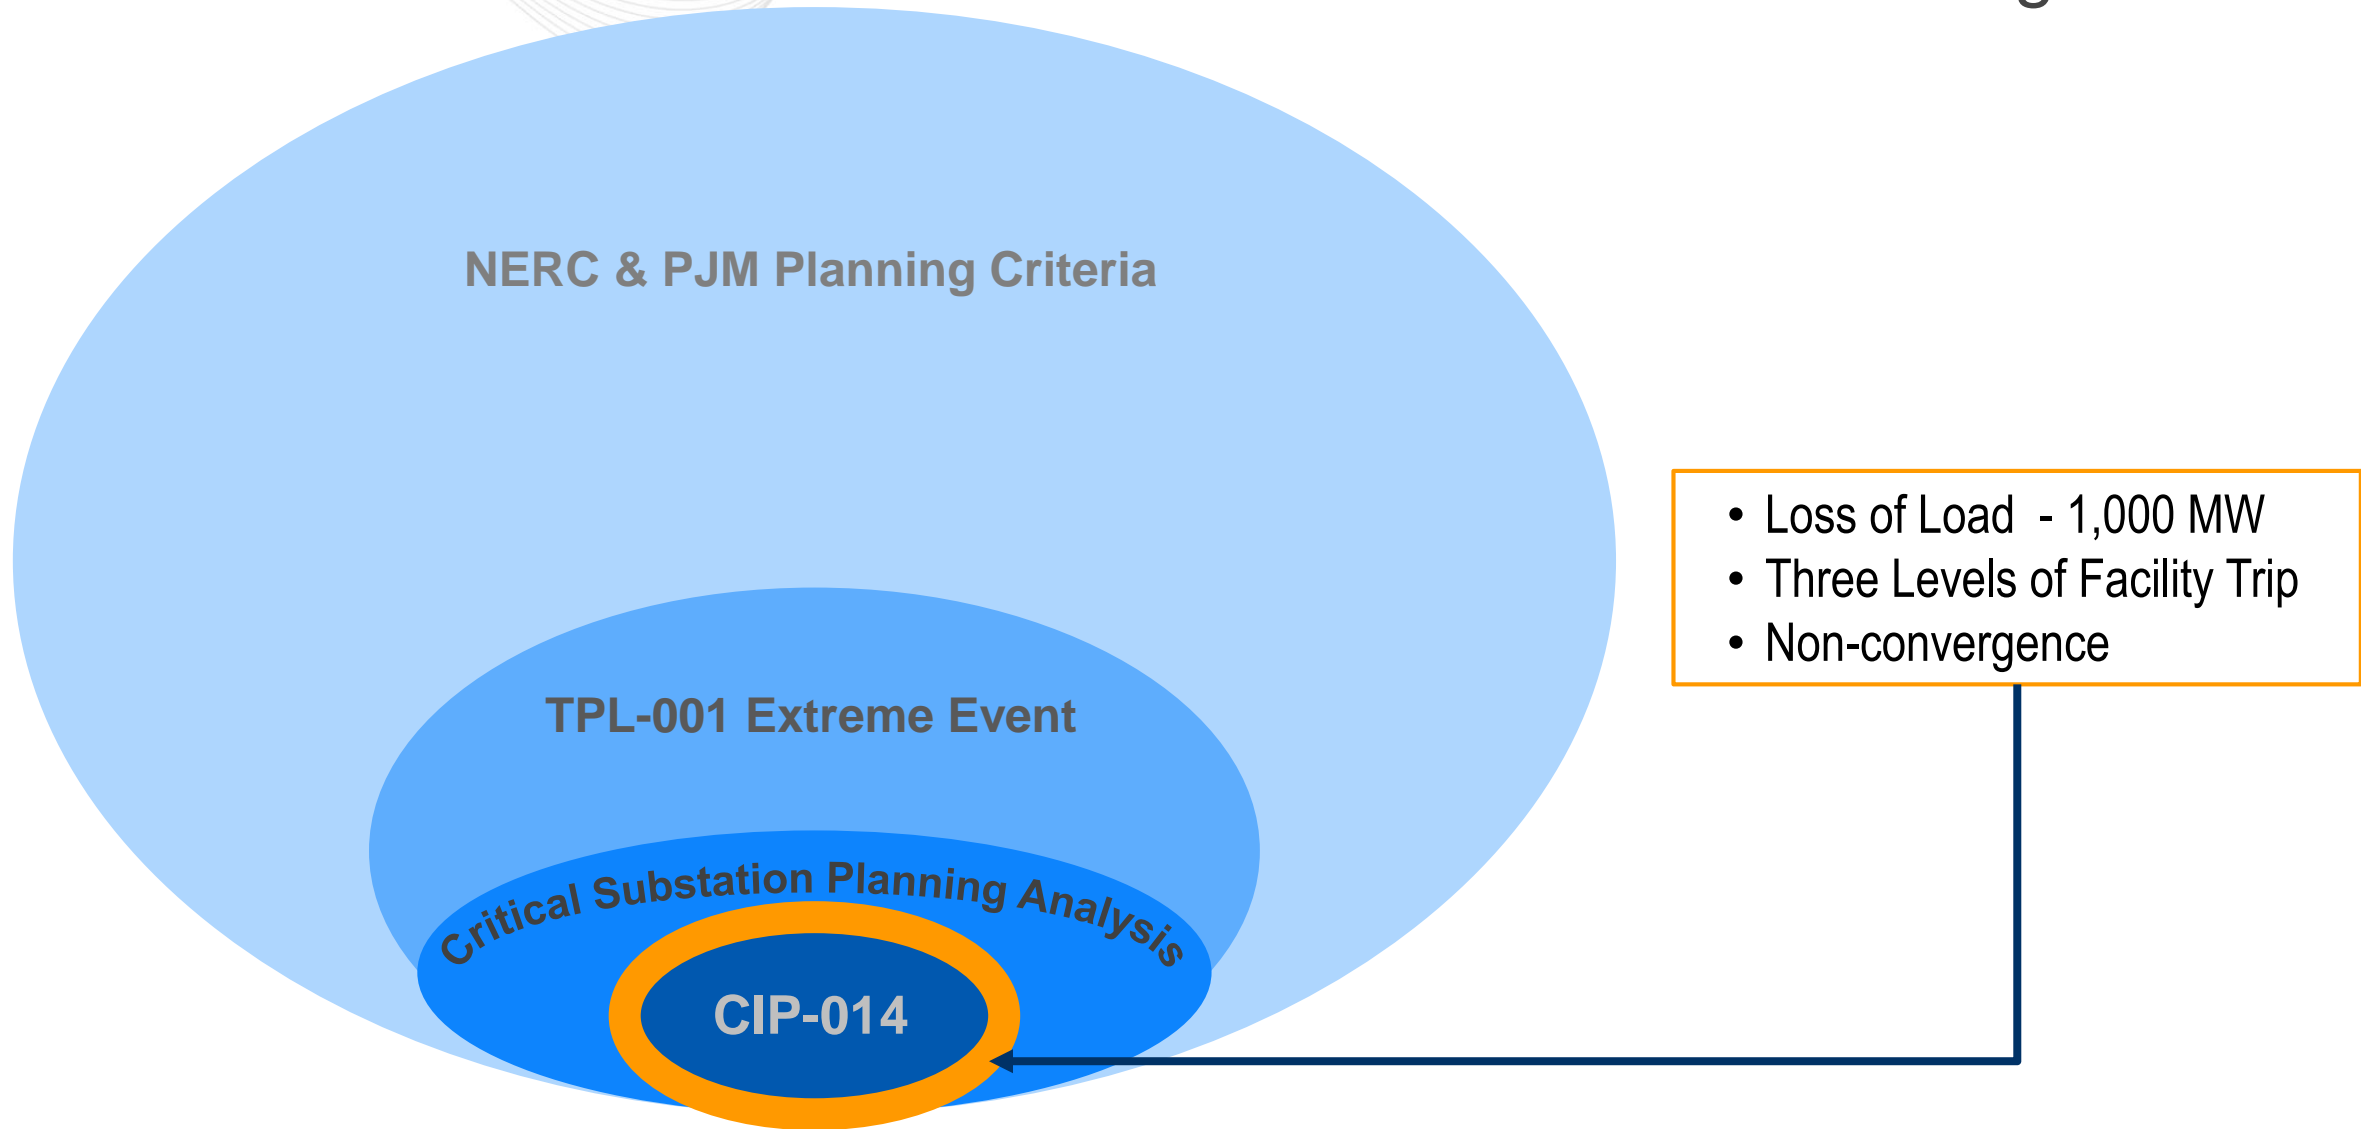 NERC & PJM Planning Criteria
• Loss of Load - 1,000 MW
• Three Levels of Facility Trip
• Non-convergence
TPL-001 Extreme Event
Critical Substation Planning Analysis
CIP-014